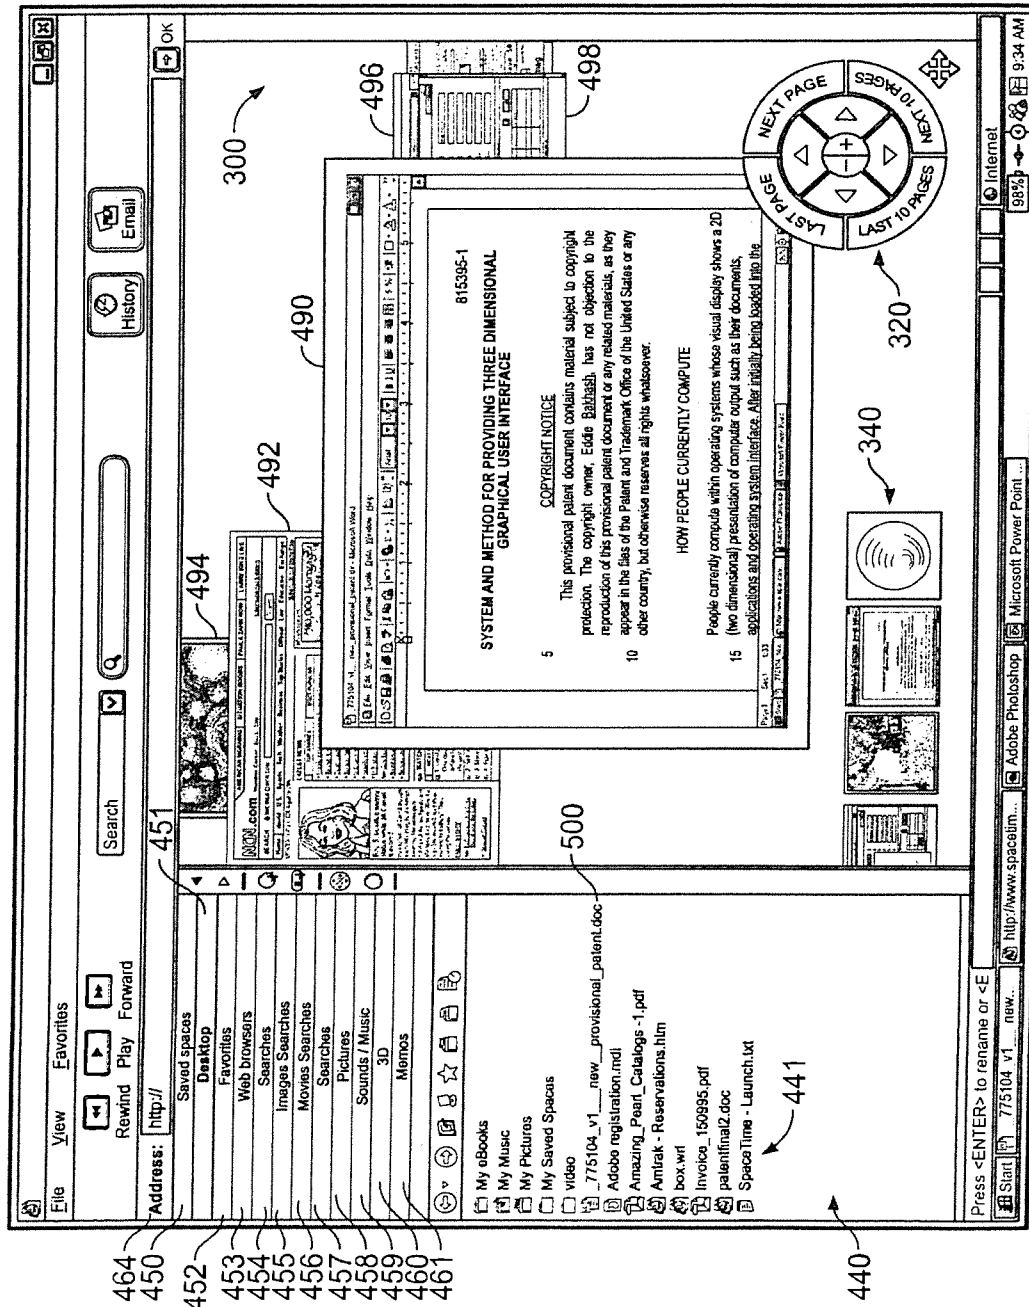 File View Favorites
Rewind Play Forward
Search
History
Email
Address: http://
OK
Saved spaces
Desktop
Favorites
Web browsers
Searches
Images Searches
Movies Searches
Searches
Pictures
Sounds / Music
3D
Memos
My eBooks
My Music
My Pictures
My Saved Spaces
video
_775104_v1__new__provisional_patent.doc
Adobe registration.mdi
Amazing_Pearl_Catalogs -1.pdf
Amtrak - Reservations.htm
box.wrl
Invoice_150995.pdf
patentfinal2.doc
SpaceTime - Launch.txt
NCN.com
815395-1
SYSTEM AND METHOD FOR PROVIDING THREE DIMENSIONAL
GRAPHICAL USER INTERFACE
5 COPYRIGHT NOTICE
This provisional patent document contains material subject to copyright
protection. The copyright owner, Eddie Bakhash, has not objection to the
reproduction of this provisional patent document or any related materials, as they
10 appear in the files of the Patent and Trademark Office of the United States or any
other country, but otherwise reserves all rights whatsoever.
HOW PEOPLE CURRENTLY COMPUTE
People currently compute within operating systems whose visual display shows a 2D
15 (two dimensional) presentation of computer output such as their documents,
applications and operating system interface. After initially being loaded into the
LAST PAGE
NEXT PAGE
LAST 10 PAGES
NEXT 10 PAGES
Press <ENTER> to rename or <E
Internet
Start 775104 v1 new.. http://www.spacetim... Adobe Photoshop Microsoft Power Point ...
98% 9:34 AM
464
450
451
452
453
454
455
456
457
458
459
460
461
494
492
490
300
496
498
500
441
440
340
320